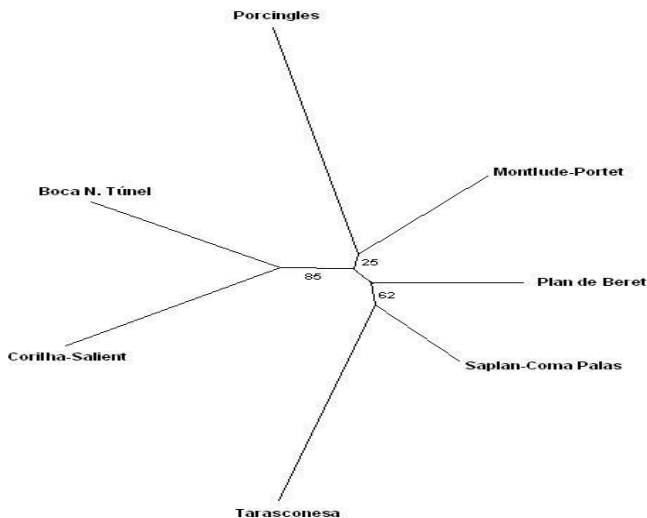 Porcingles
Montlude-Portet
Boca N. Túnel
25
85
Plan de Beret
62
Corilha-Salient
Saplan-Coma Palas
Tarasconesa